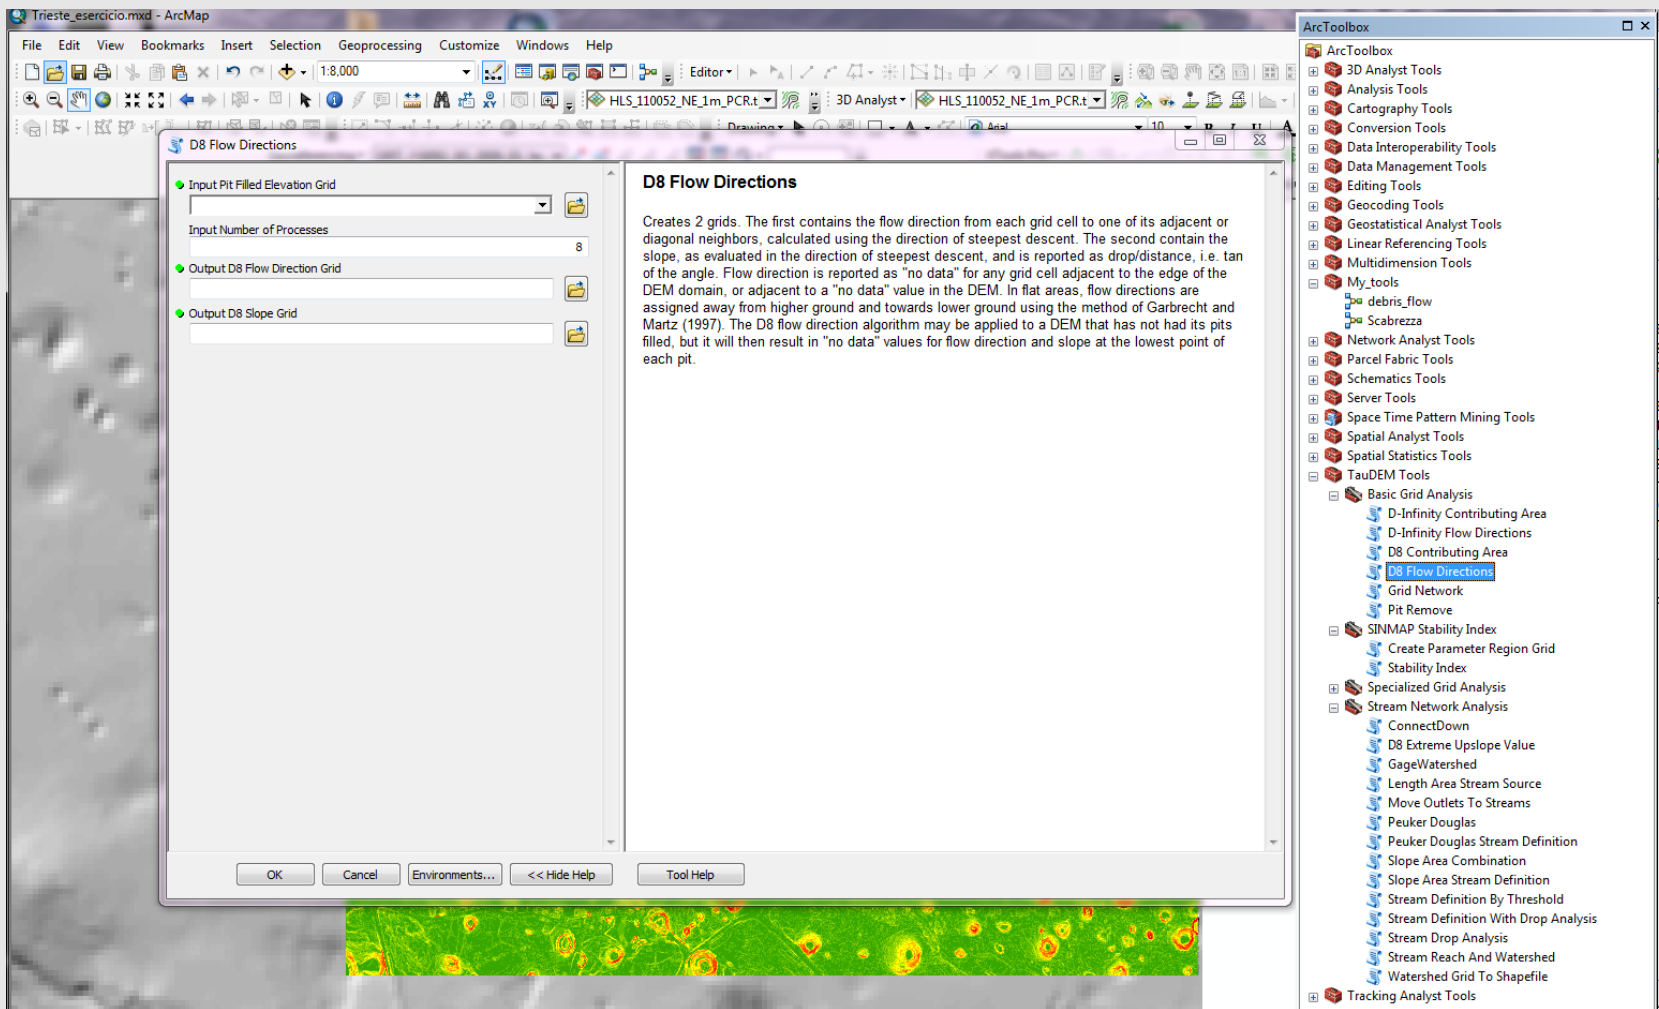 Trieste_esercicio.mxd - ArcMap
File Edit View Bookmarks Insert Selection Geoprocessing Customize Windows Help
1:8,000
Editor
HLS_110052_NE_1m_PCR.t
3D Analyst
HLS_110052_NE_1m_PCR.t
Drawing
Arial
10
D8 Flow Directions
Input Pit Filled Elevation Grid
Input Number of Processes
8
Output D8 Flow Direction Grid
Output D8 Slope Grid
D8 Flow Directions
Creates 2 grids. The first contains the flow direction from each grid cell to one of its adjacent or
diagonal neighbors, calculated using the direction of steepest descent. The second contain the
slope, as evaluated in the direction of steepest descent, and is reported as drop/distance, i.e. tan
of the angle. Flow direction is reported as "no data" for any grid cell adjacent to the edge of the
DEM domain, or adjacent to a "no data" value in the DEM. In flat areas, flow directions are
assigned away from higher ground and towards lower ground using the method of Garbrecht and
Martz (1997). The D8 flow direction algorithm may be applied to a DEM that has not had its pits
filled, but it will then result in "no data" values for flow direction and slope at the lowest point of
each pit.
OK Cancel Environments... << Hide Help Tool Help
ArcToolbox
ArcToolbox
3D Analyst Tools
Analysis Tools
Cartography Tools
Conversion Tools
Data Interoperability Tools
Data Management Tools
Editing Tools
Geocoding Tools
Geostatistical Analyst Tools
Linear Referencing Tools
Multidimension Tools
My_tools
debris_flow
Scabrezza
Network Analyst Tools
Parcel Fabric Tools
Schematics Tools
Server Tools
Space Time Pattern Mining Tools
Spatial Analyst Tools
Spatial Statistics Tools
TauDEM Tools
Basic Grid Analysis
D-Infinity Contributing Area
D-Infinity Flow Directions
D8 Contributing Area
D8 Flow Directions
Grid Network
Pit Remove
SINMAP Stability Index
Create Parameter Region Grid
Stability Index
Specialized Grid Analysis
Stream Network Analysis
ConnectDown
D8 Extreme Upslope Value
GageWatershed
Length Area Stream Source
Move Outlets To Streams
Peuker Douglas
Peuker Douglas Stream Definition
Slope Area Combination
Slope Area Stream Definition
Stream Definition By Threshold
Stream Definition With Drop Analysis
Stream Drop Analysis
Stream Reach And Watershed
Watershed Grid To Shapefile
Tracking Analyst Tools